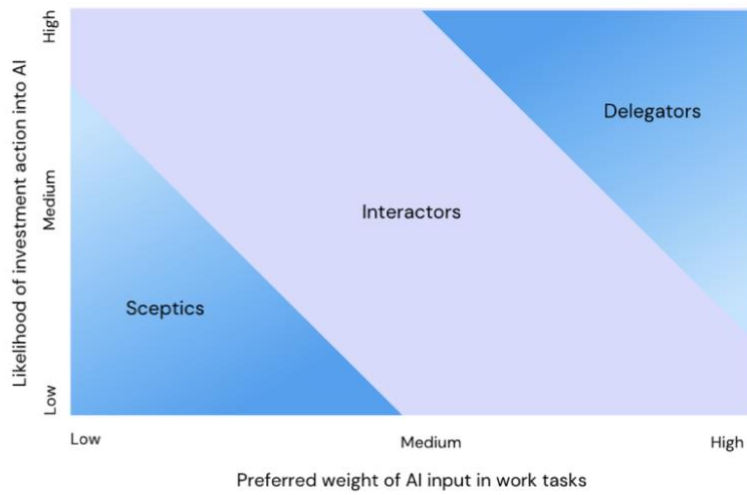 High
Delegators
Likelihood of investment action into AI
Medium
Interactors
Sceptics
Low
Low
Medium
High
Preferred weight of AI input in work tasks